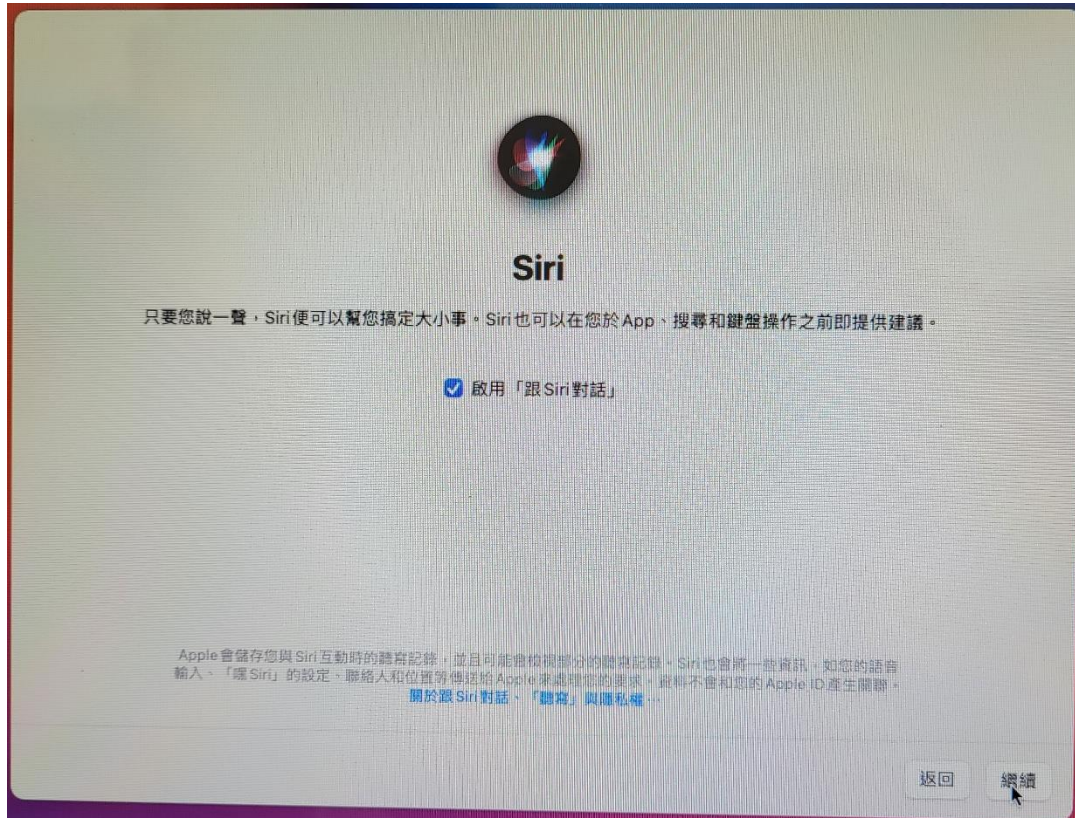 Siri
只要您說一聲，Siri便可以幫您搞定大小事。Siri也可以在您於App、搜尋和鍵盤操作之前即提供建議。
啟用「跟Siri對話」
Apple會儲存您與Siri互動時的聽寫記錄，並且可能會檢視部分的聽寫記錄。Siri也會將一些資訊，如您的語音
輸入、「嘿Siri」的設定、聯絡人和位置等傳送給Apple來處理您的要求。資料不會和您的Apple ID產生關聯。
關於跟Siri對話、「聽寫」與隱私權⋯
返回
繼續